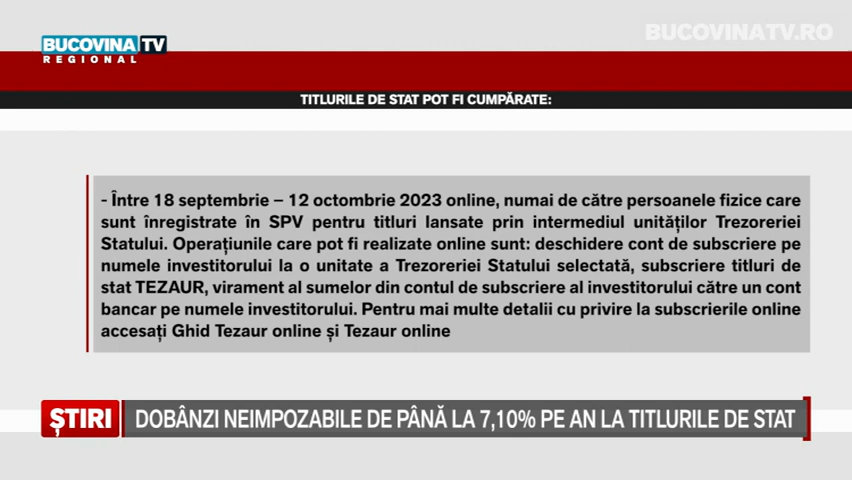 BUCOVINATV.RO
BUCOVINA TV
REGIONAL
TITLURILE DE STAT POT FI CUMPĂRATE:
- Între 18 septembrie – 12 octombrie 2023 online, numai de către persoanele fizice care
sunt înregistrate în SPV pentru titluri lansate prin intermediul unităților Trezoreriei
Statului. Operațiunile care pot fi realizate online sunt: deschidere cont de subscriere pe
numele investitorului la o unitate a Trezoreriei Statului selectată, subscriere titluri de
stat TEZAUR, virament al sumelor din contul de subscriere al investitorului către un cont
bancar pe numele investitorului. Pentru mai multe detalii cu privire la subscrierile online
accesați Ghid Tezaur online și Tezaur online
ȘTIRI DOBÂNZI NEIMPOZABILE DE PÂNĂ LA 7,10% PE AN LA TITLURILE DE STAT